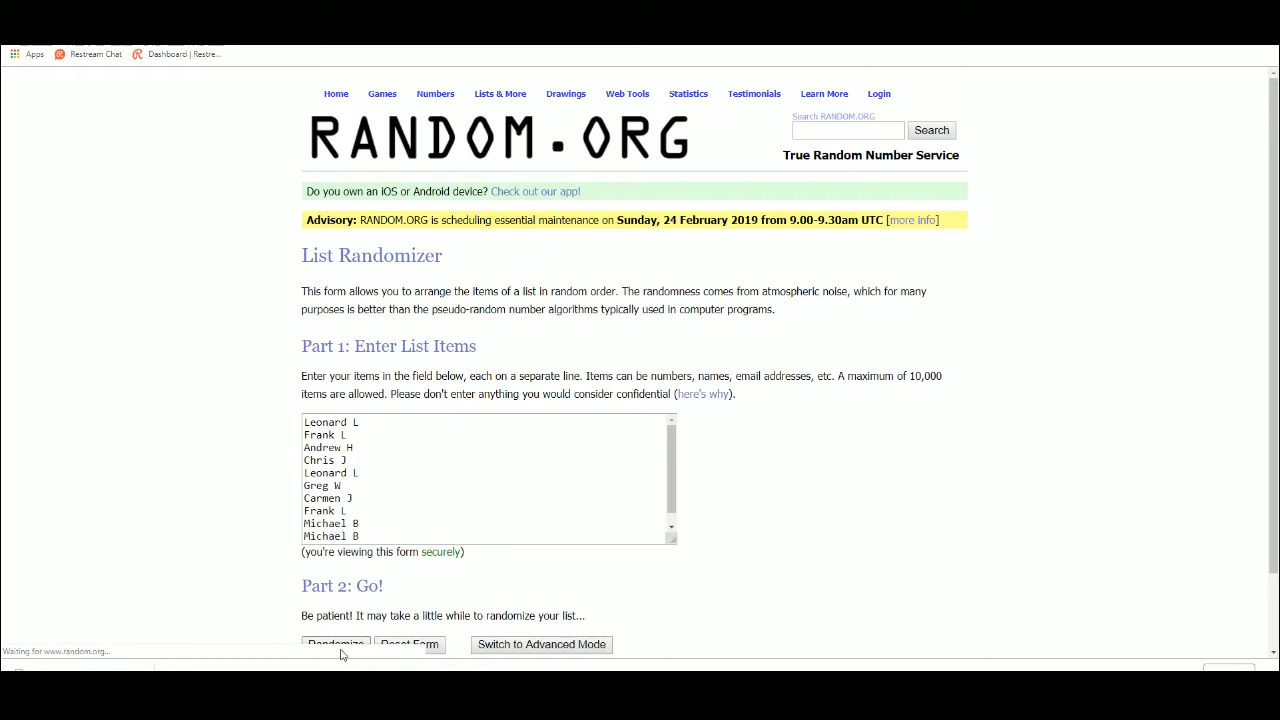 Apps Restream Chat Dashboard | Restre...
Home Games Numbers Lists & More Drawings Web Tools Statistics Testimonials Learn More Login
RANDOM.ORG
Search RANDOM.ORG
Search
True Random Number Service
Do you own an iOS or Android device? Check out our app!
Advisory: RANDOM.ORG is scheduling essential maintenance on Sunday, 24 February 2019 from 9.00-9.30am UTC [more info]
List Randomizer
This form allows you to arrange the items of a list in random order. The randomness comes from atmospheric noise, which for many
purposes is better than the pseudo-random number algorithms typically used in computer programs.
Part 1: Enter List Items
Enter your items in the field below, each on a separate line. Items can be numbers, names, email addresses, etc. A maximum of 10,000
items are allowed. Please don't enter anything you would consider confidential (here's why).
Leonard L
Frank L
Andrew H
Chris J
Leonard L
Greg W
Carmen J
Frank L
Michael B
Michael B
(you're viewing this form securely)
Part 2: Go!
Be patient! It may take a little while to randomize your list...
Randomize Reset Form Switch to Advanced Mode
Waiting for www.random.org...